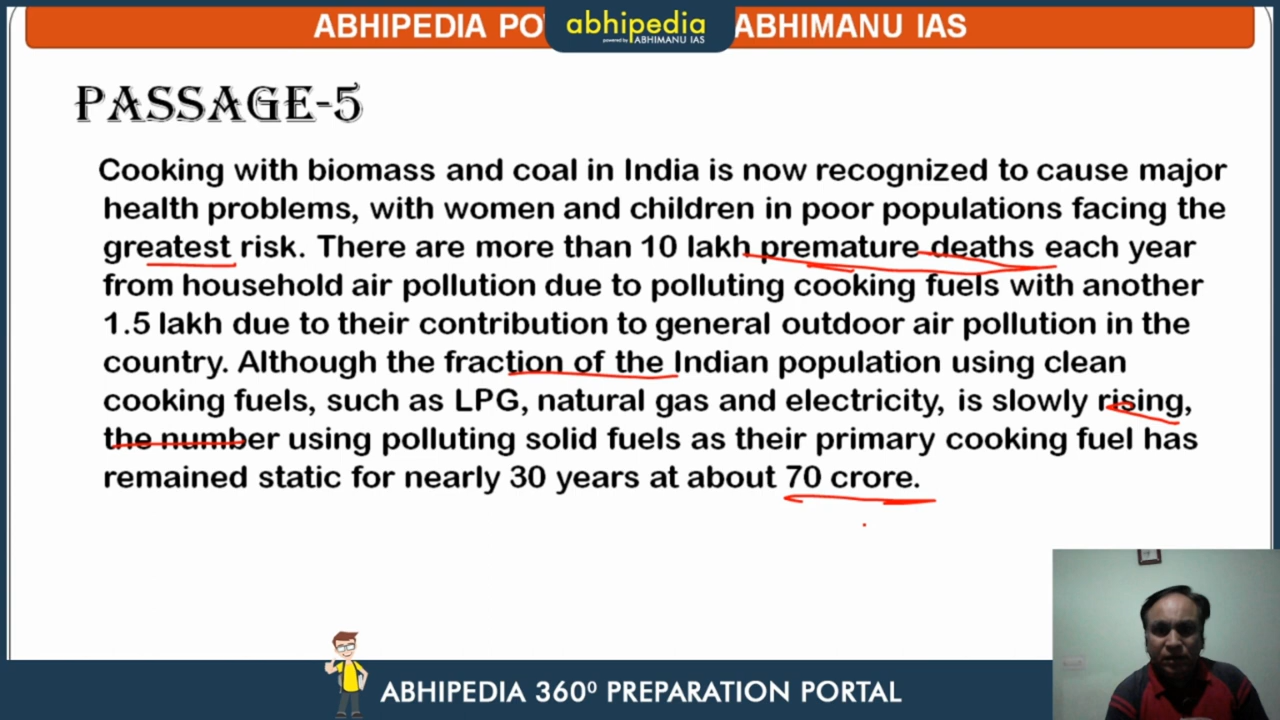 ABHIPEDIA PO
abhipedia
powered by ABHIMANU IAS
ABHIMANU IAS
PASSAGE-5
Cooking with biomass and coal in India is now recognized to cause major
health problems, with women and children in poor populations facing the
greatest risk. There are more than 10 lakh premature deaths each year
from household air pollution due to polluting cooking fuels with another
1.5 lakh due to their contribution to general outdoor air pollution in the
country. Although the fraction of the Indian population using clean
cooking fuels, such as LPG, natural gas and electricity, is slowly rising,
the number using polluting solid fuels as their primary cooking fuel has
remained static for nearly 30 years at about 70 crore.
ABHIPEDIA 360⁰ PREPARATION PORTAL